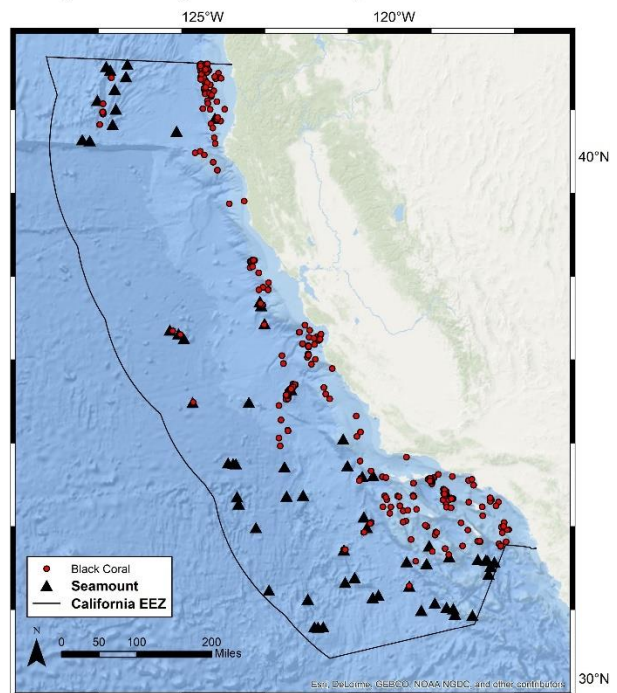 125°W 120°W
40°N
Black Coral
Seamount
California EEZ
N
0 50 100 200
Miles
30°N
Esri, DeLorme, GEBCO, NOAA NGDC, and other contributors